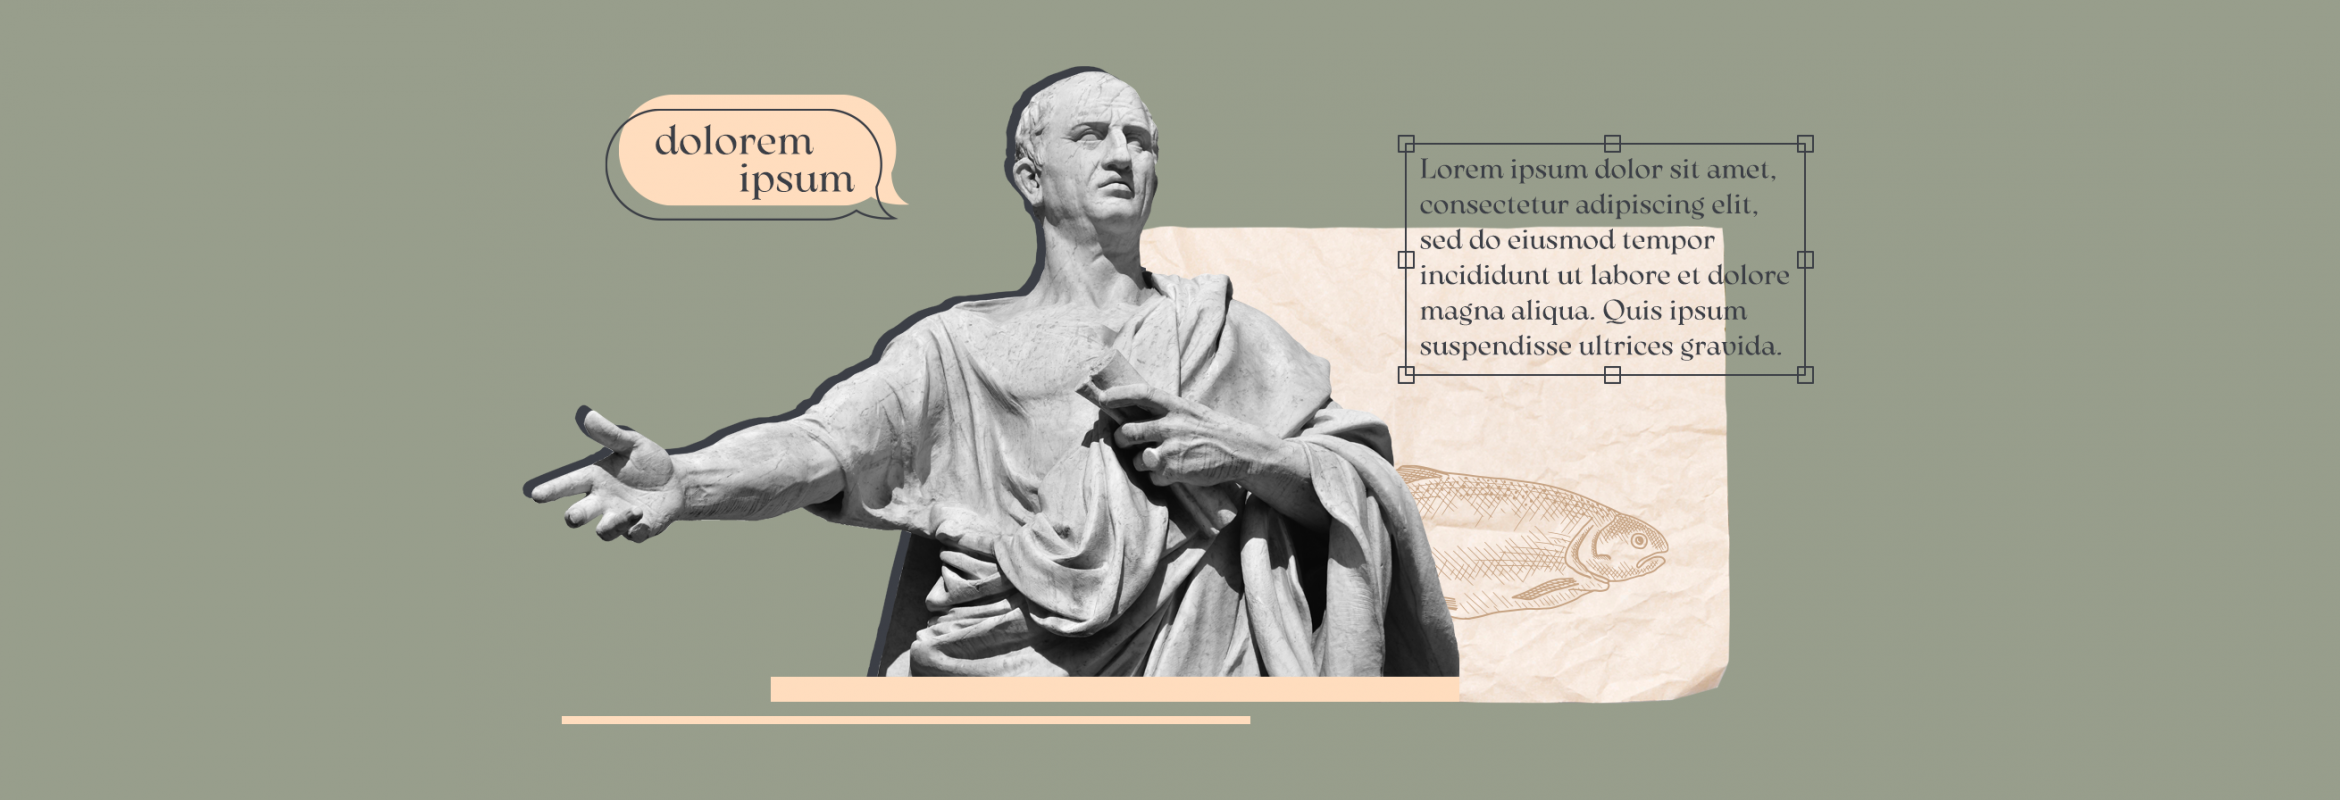 dolorem
ipsum
Lorem ipsum dolor sit amet,
consectetur adipiscing elit,
sed do eiusmod tempor
incididunt ut labore et dolore
magna aliqua. Quis ipsum
suspendisse ultrices gravida.